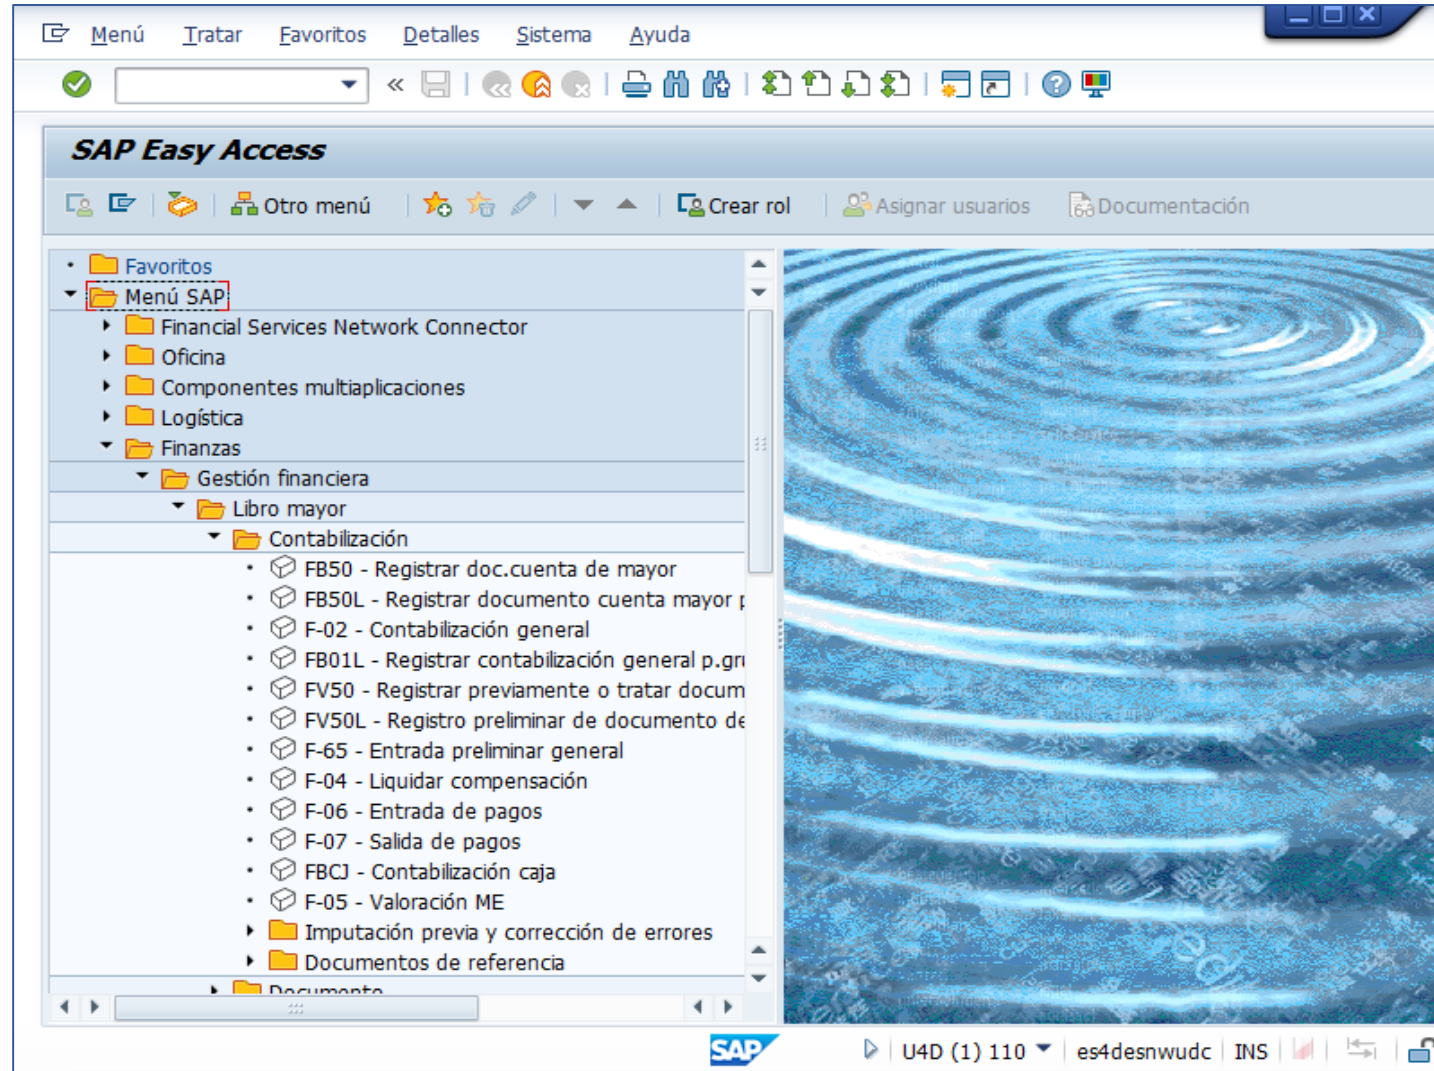 Menú Tratar Favoritos Detalles Sistema Ayuda
SAP Easy Access
Otro menú Crear rol Asignar usuarios Documentación
Favoritos
Menú SAP
Financial Services Network Connector
Oficina
Componentes multiaplicaciones
Logística
Finanzas
Gestión financiera
Libro mayor
Contabilización
FB50 - Registrar doc.cuenta de mayor
FB50L - Registrar documento cuenta mayor p
F-02 - Contabilización general
FB01L - Registrar contabilización general p.gru
FV50 - Registrar previamente o tratar docum
FV50L - Registro preliminar de documento de
F-65 - Entrada preliminar general
F-04 - Liquidar compensación
F-06 - Entrada de pagos
F-07 - Salida de pagos
FBCJ - Contabilización caja
F-05 - Valoración ME
Imputación previa y corrección de errores
Documentos de referencia
Documento
SAP U4D (1) 110 es4desnwudc INS